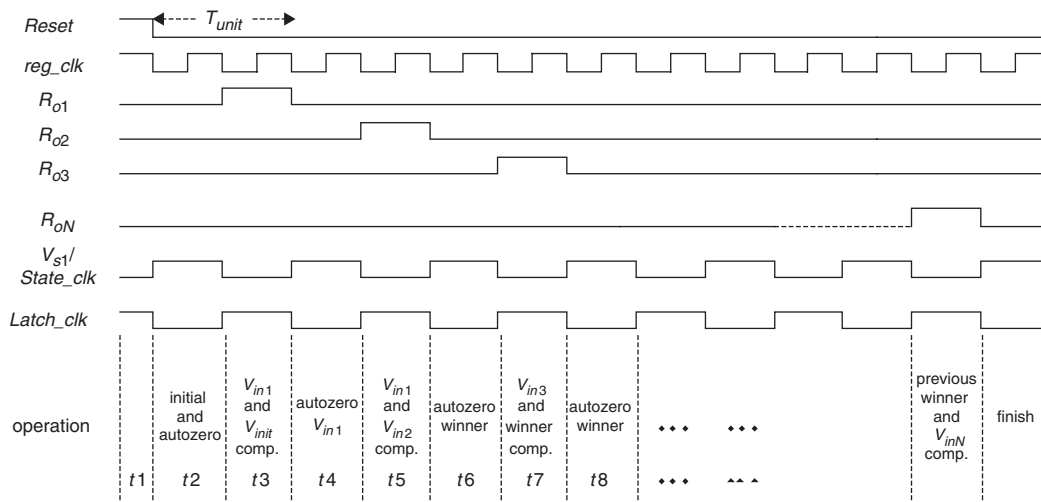 Reset
T_unit
reg_clk
R_o1
R_o2
R_o3
R_oN
V_s1/
State_clk
Latch_clk
operation
initial
and
autozero
V_in1
and
V_init
comp.
autozero
V_in1
V_in1
and
V_in2
comp.
autozero
winner
V_in3
and
winner
comp.
autozero
winner
previous
winner
and
V_inN
comp.
finish
t1 t2 t3 t4 t5 t6 t7 t8